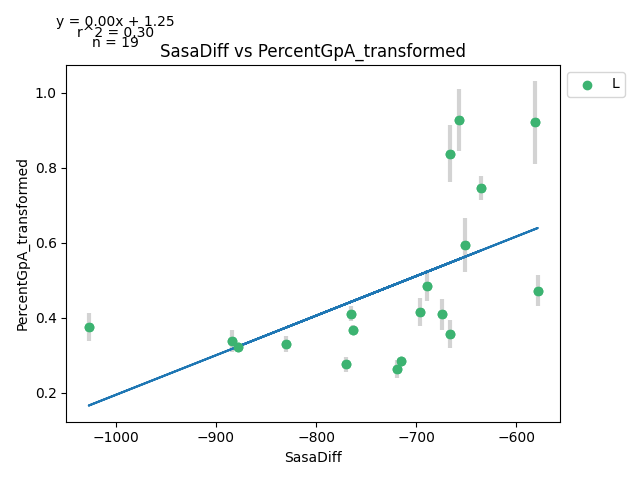 y = 0.00x + 1.25
r^2 = 0.30
n = 19
SasaDiff vs PercentGpA_transformed
L
1.0
0.8
0.6
0.4
0.2
PercentGpA_transformed
−1000
−900
−800
−700
−600
SasaDiff